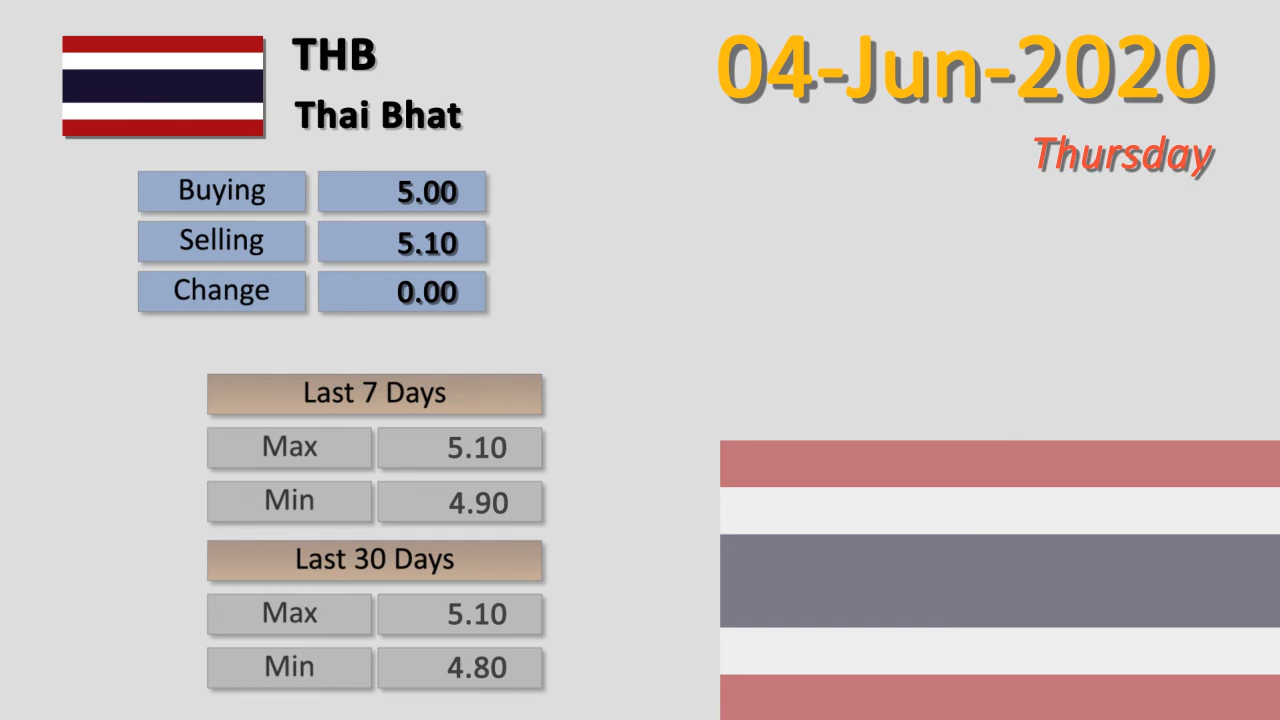 THB
Thai Bhat
04-Jun-2020
Thursday
Buying 5.00
Selling 5.10
Change 0.00
Last 7 Days
Max 5.10
Min 4.90
Last 30 Days
Max 5.10
Min 4.80